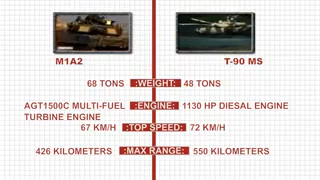 M1A2 T-90 MS
68 TONS :WEIGHT: 48 TONS
AGT1500C MULTI-FUEL TURBINE ENGINE :ENGINE: 1130 HP DIESAL ENGINE
67 KM/H :TOP SPEED: 72 KM/H
426 KILOMETERS :MAX RANGE: 550 KILOMETERS